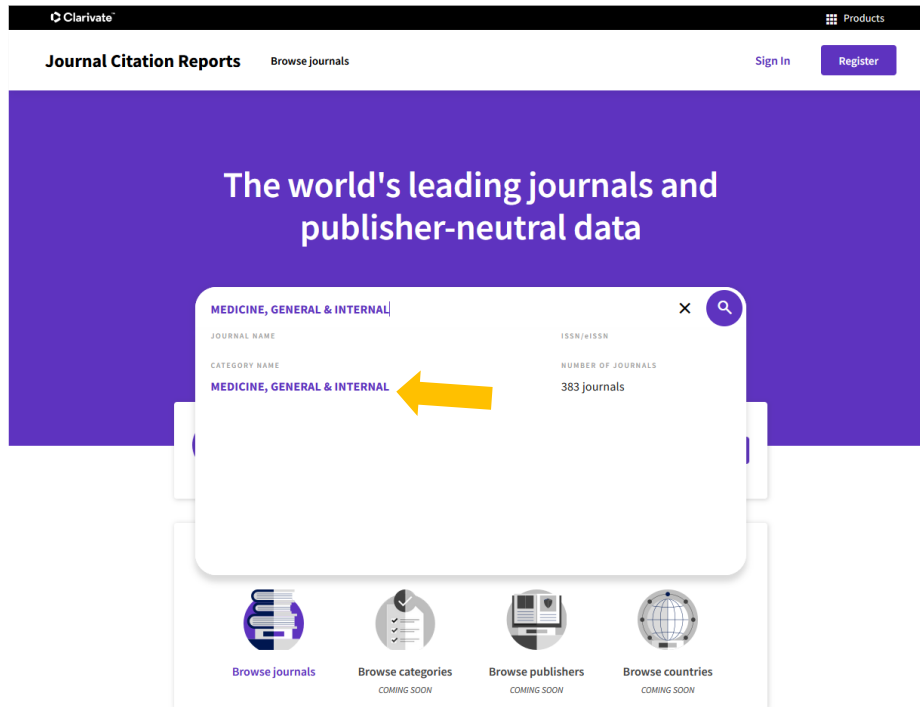 Clarivate™
Products
Journal Citation Reports
Browse journals
Sign In
Register
The world's leading journals and
publisher-neutral data
MEDICINE, GENERAL & INTERNAL
JOURNAL NAME
ISSN/eISSN
CATEGORY NAME
NUMBER OF JOURNALS
MEDICINE, GENERAL & INTERNAL
383 journals
Browse journals
Browse categories
Browse publishers
Browse countries
COMING SOON
COMING SOON
COMING SOON